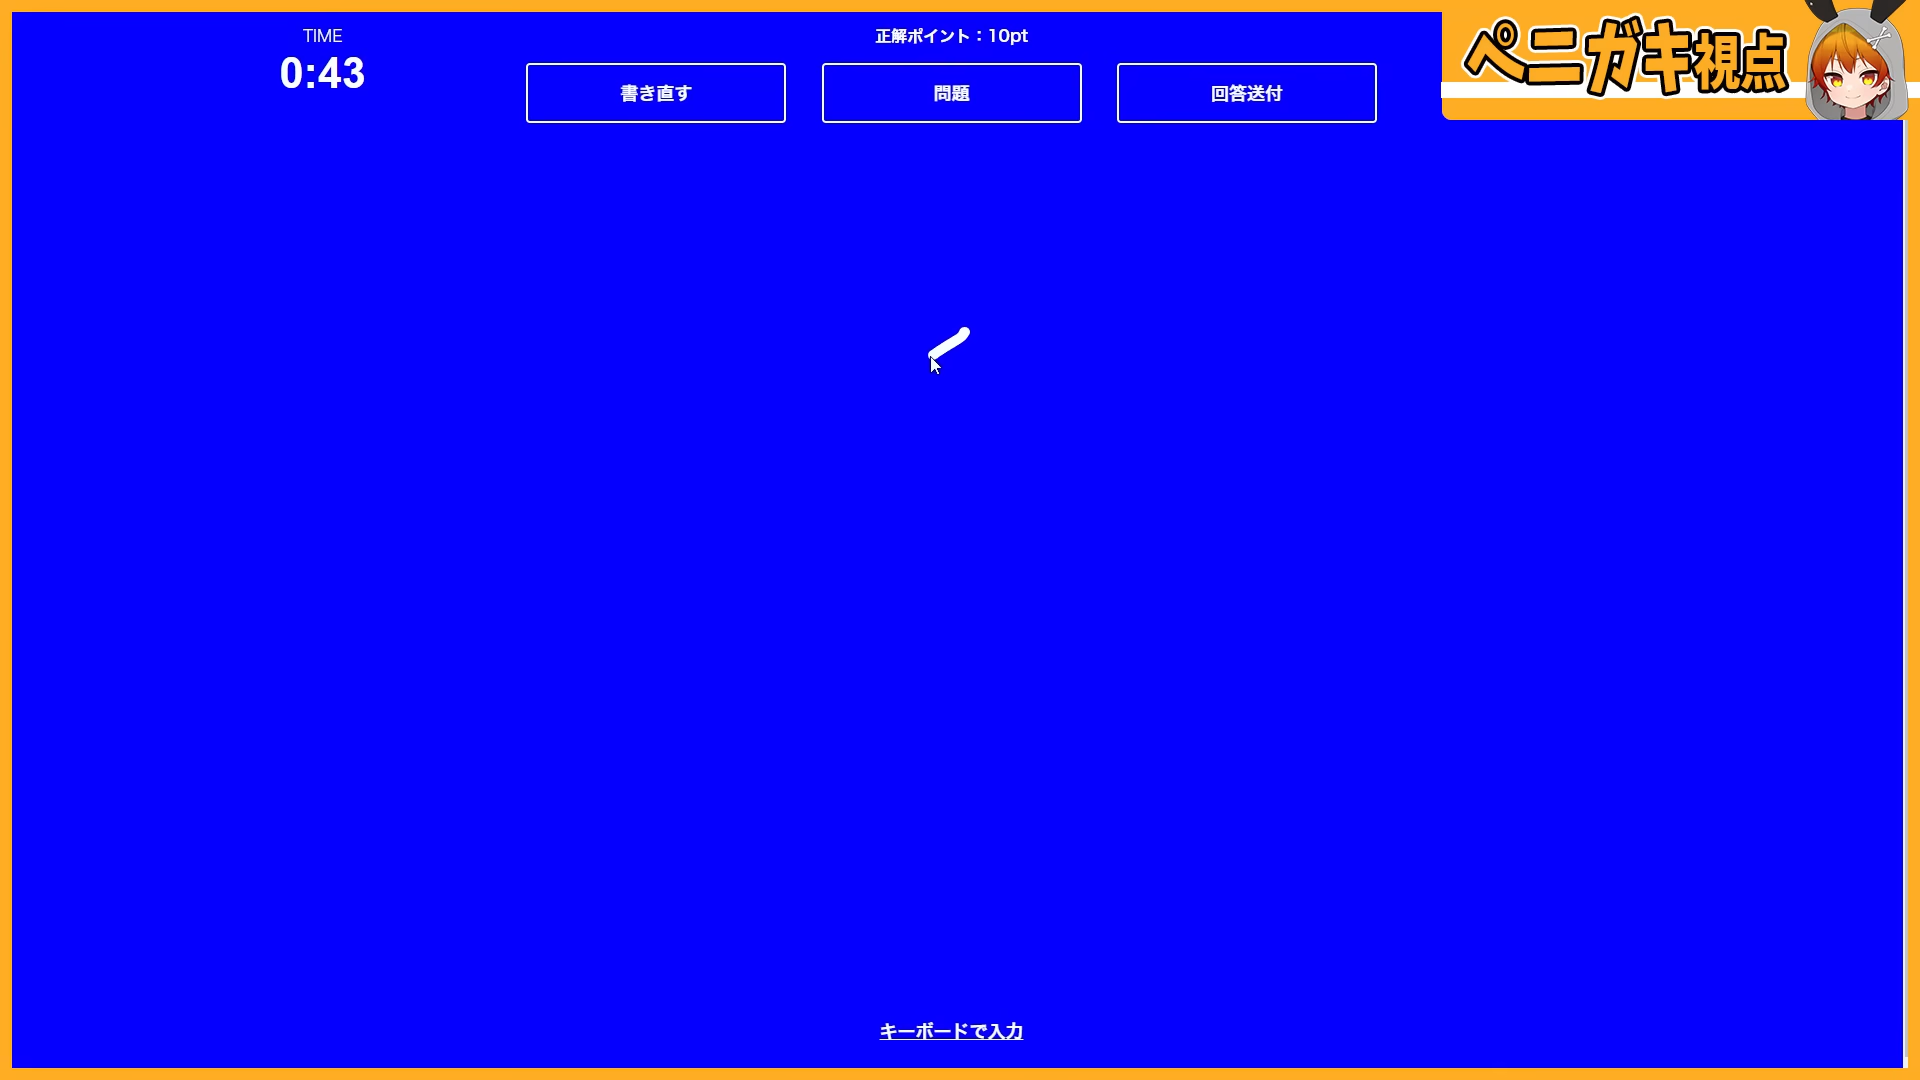 TIME
0:43
正解ポイント：10pt
書き直す
問題
回答送付
ペニガキ視点
キーボードで入力